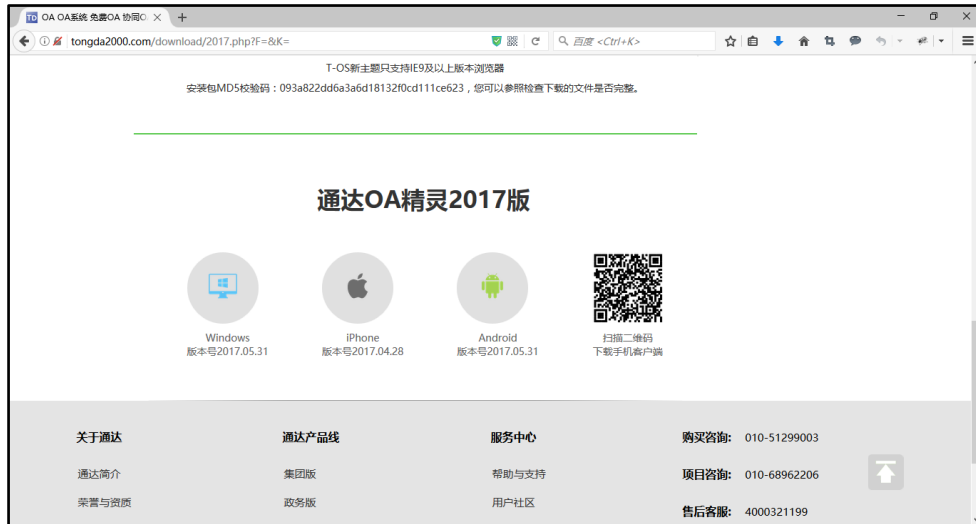 OA OA系统 免费OA 协同O
tongda2000.com/download/2017.php?F=&K=
百度 <Ctrl+K>
T-OS新主题只支持IE9及以上版本浏览器
安装包MD5校验码：093a822dd6a3a6d18132f0cd111ce623，您可以参照检查下载的文件是否完整。
通达OA精灵2017版
Windows
版本号2017.05.31
iPhone
版本号2017.04.28
Android
版本号2017.05.31
扫描二维码
下载手机客户端
关于通达
通达产品线
服务中心
购买咨询: 010-51299003
通达简介
集团版
帮助与支持
项目咨询: 010-68962206
荣誉与资质
政务版
用户社区
售后客服: 4000321199